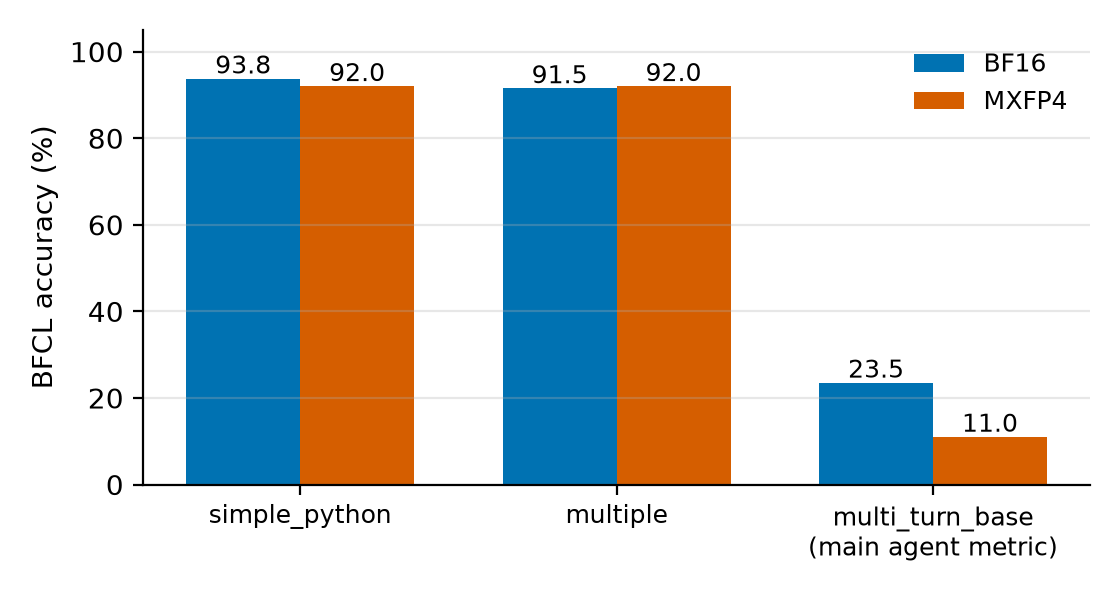 100
80
60
40
20
0
BFCL accuracy (%)
93.8
92.0
91.5
92.0
23.5
11.0
BF16
MXFP4
simple_python
multiple
multi_turn_base
(main agent metric)